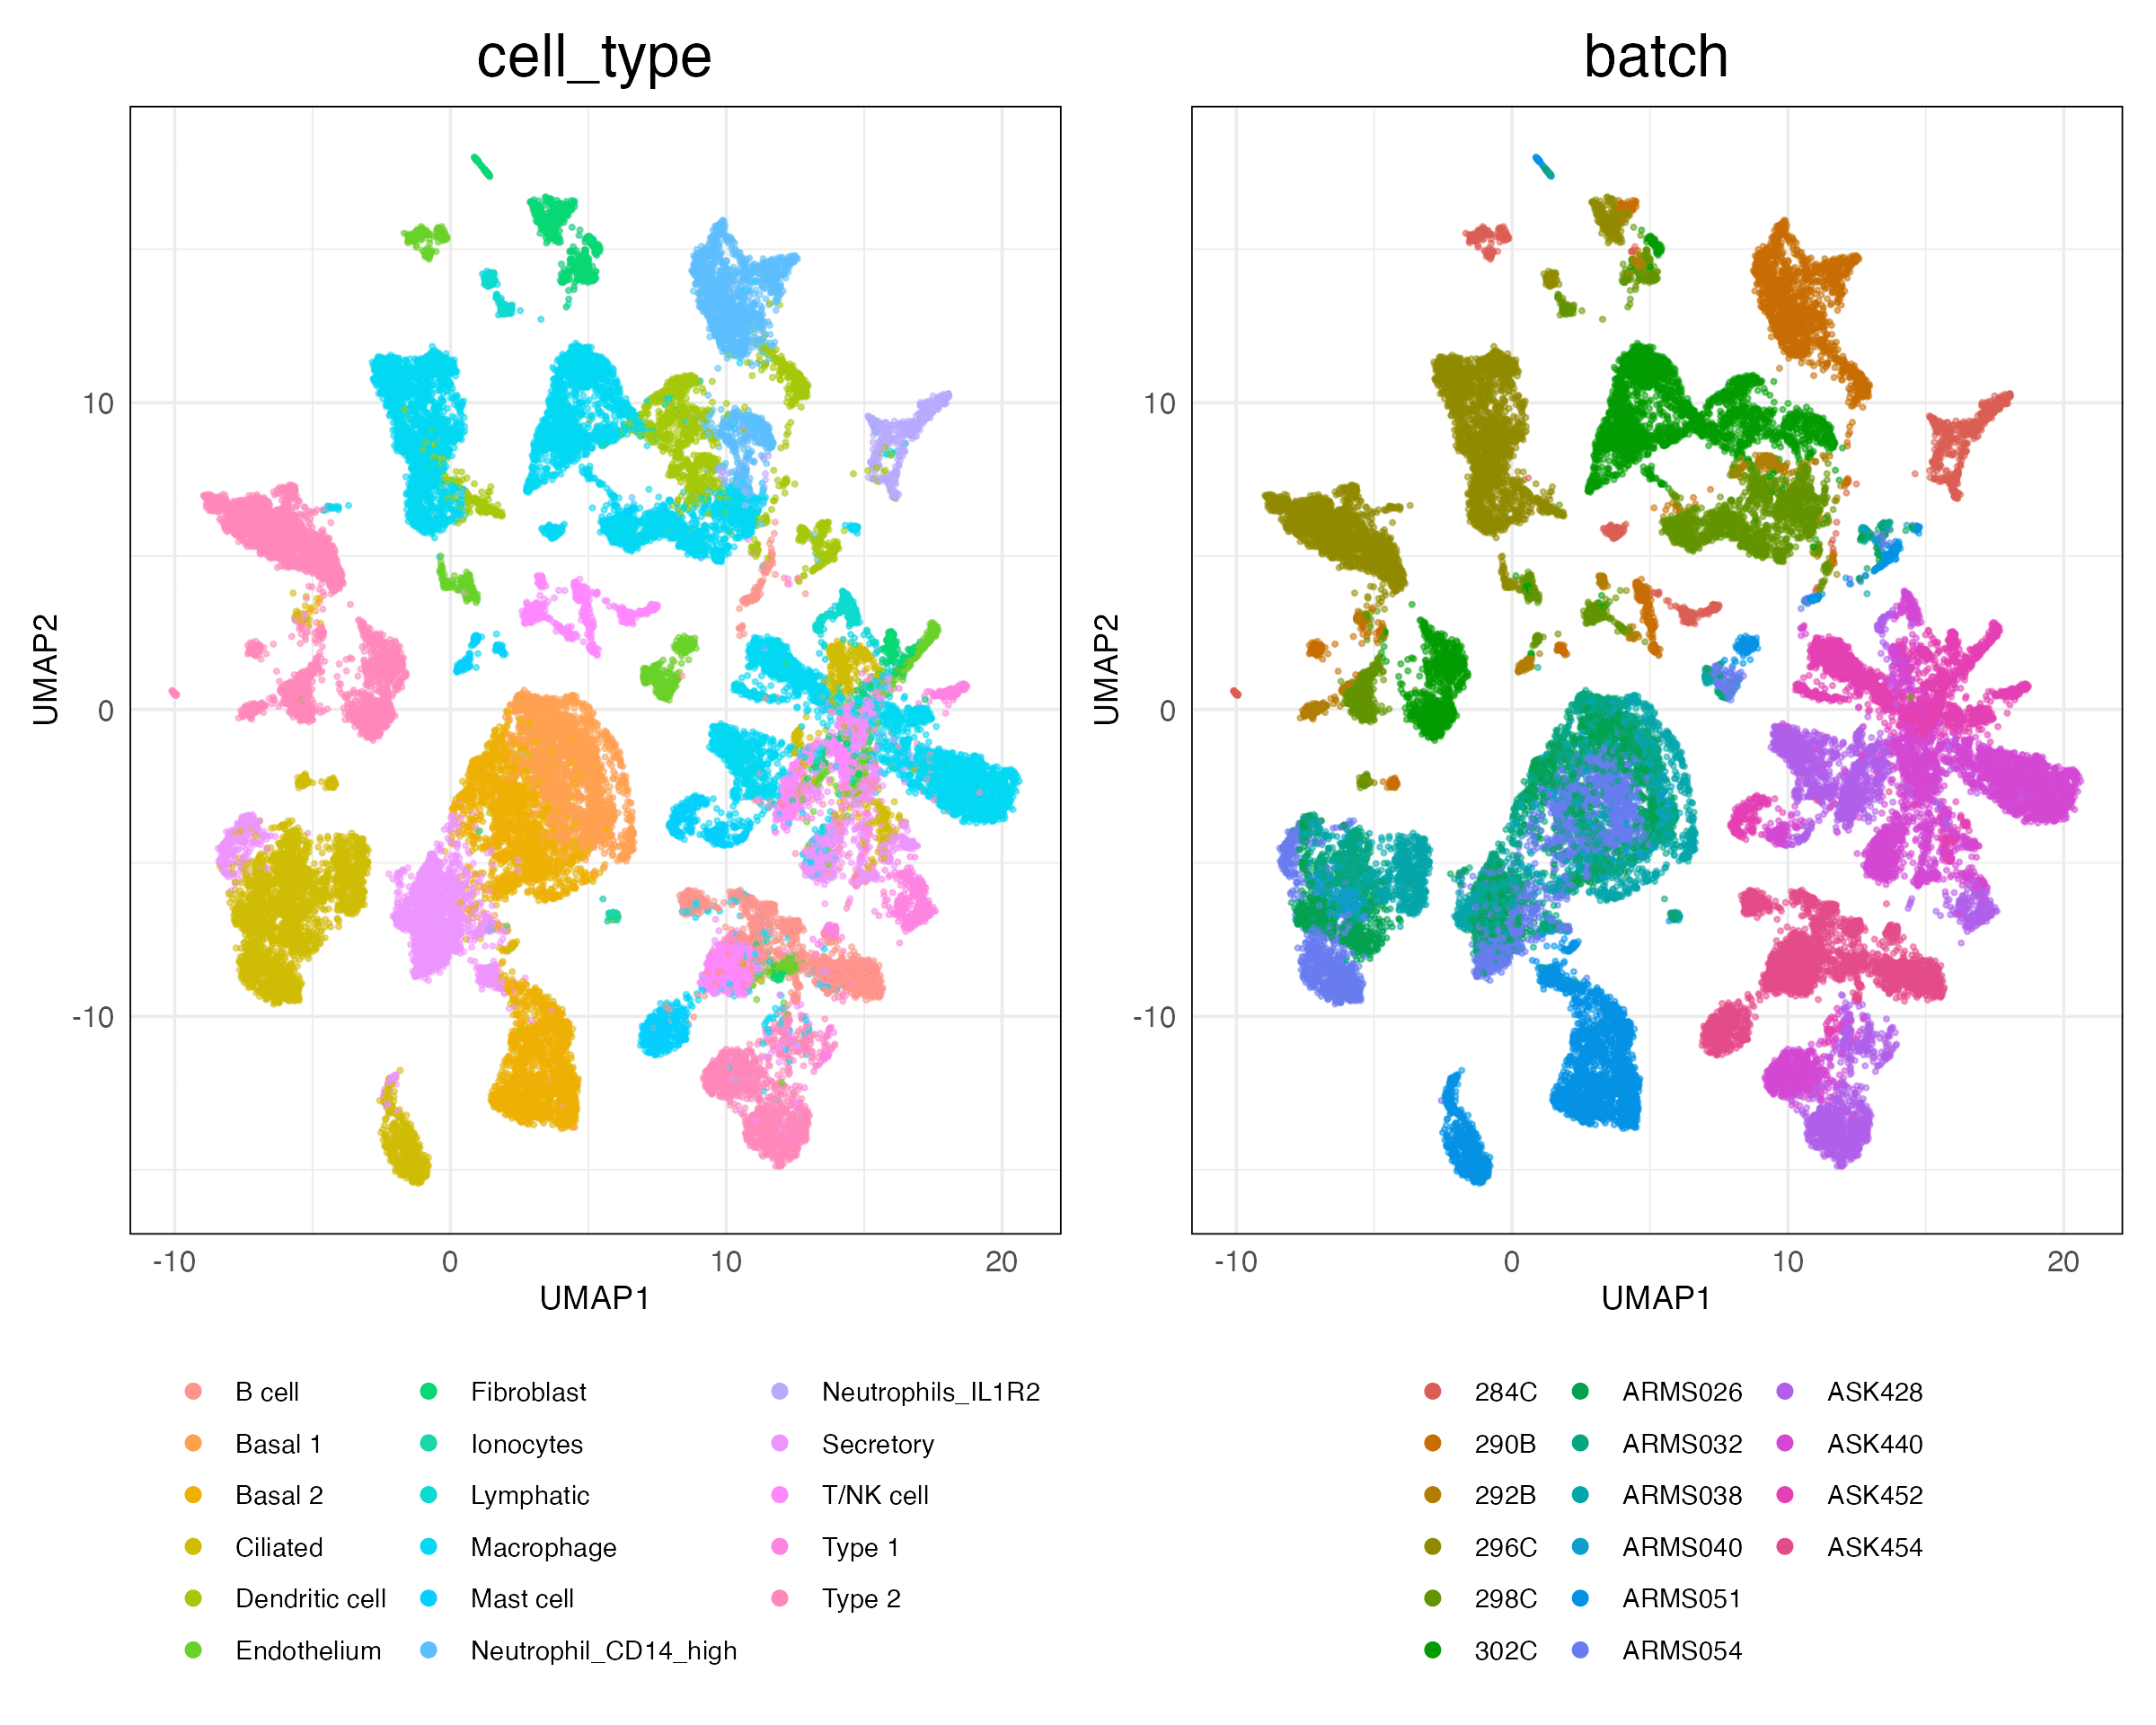 cell_type
batch
10
0
-10
UMAP2
-10 0 10 20
UMAP1
10
0
-10
UMAP2
-10 0 10 20
UMAP1
B cell
Basal 1
Basal 2
Ciliated
Dendritic cell
Endothelium
Fibroblast
Ionocytes
Lymphatic
Macrophage
Mast cell
Neutrophil_CD14_high
Neutrophils_IL1R2
Secretory
T/NK cell
Type 1
Type 2
284C
290B
292B
296C
298C
302C
ARMS026
ARMS032
ARMS038
ARMS040
ARMS051
ARMS054
ASK428
ASK440
ASK452
ASK454